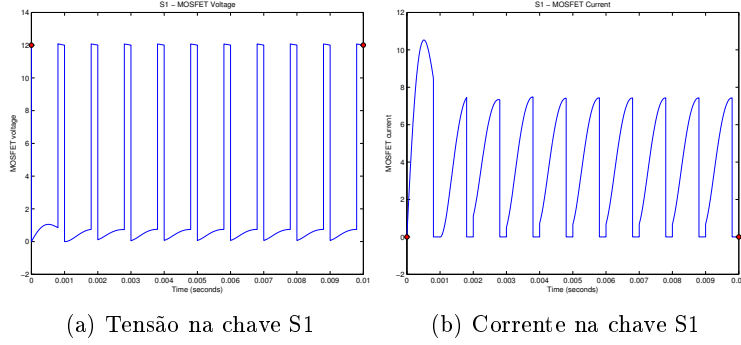 S1 − MOSFET Voltage
14
12
10
8
6
4
2
0
−2
MOSFET voltage
0 0.001 0.002 0.003 0.004 0.005 0.006 0.007 0.008 0.009 0.01
Time (seconds)
(a) Tensão na chave S1
S1 − MOSFET Current
12
10
8
6
4
2
0
−2
MOSFET current
0 0.001 0.002 0.003 0.004 0.005 0.006 0.007 0.008 0.009 0.01
Time (seconds)
(b) Corrente na chave S1